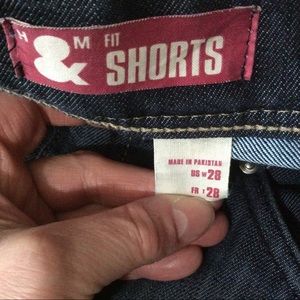 H & M FIT
SHORTS
MADE IN PAKISTAN
US W 28
FR T 28